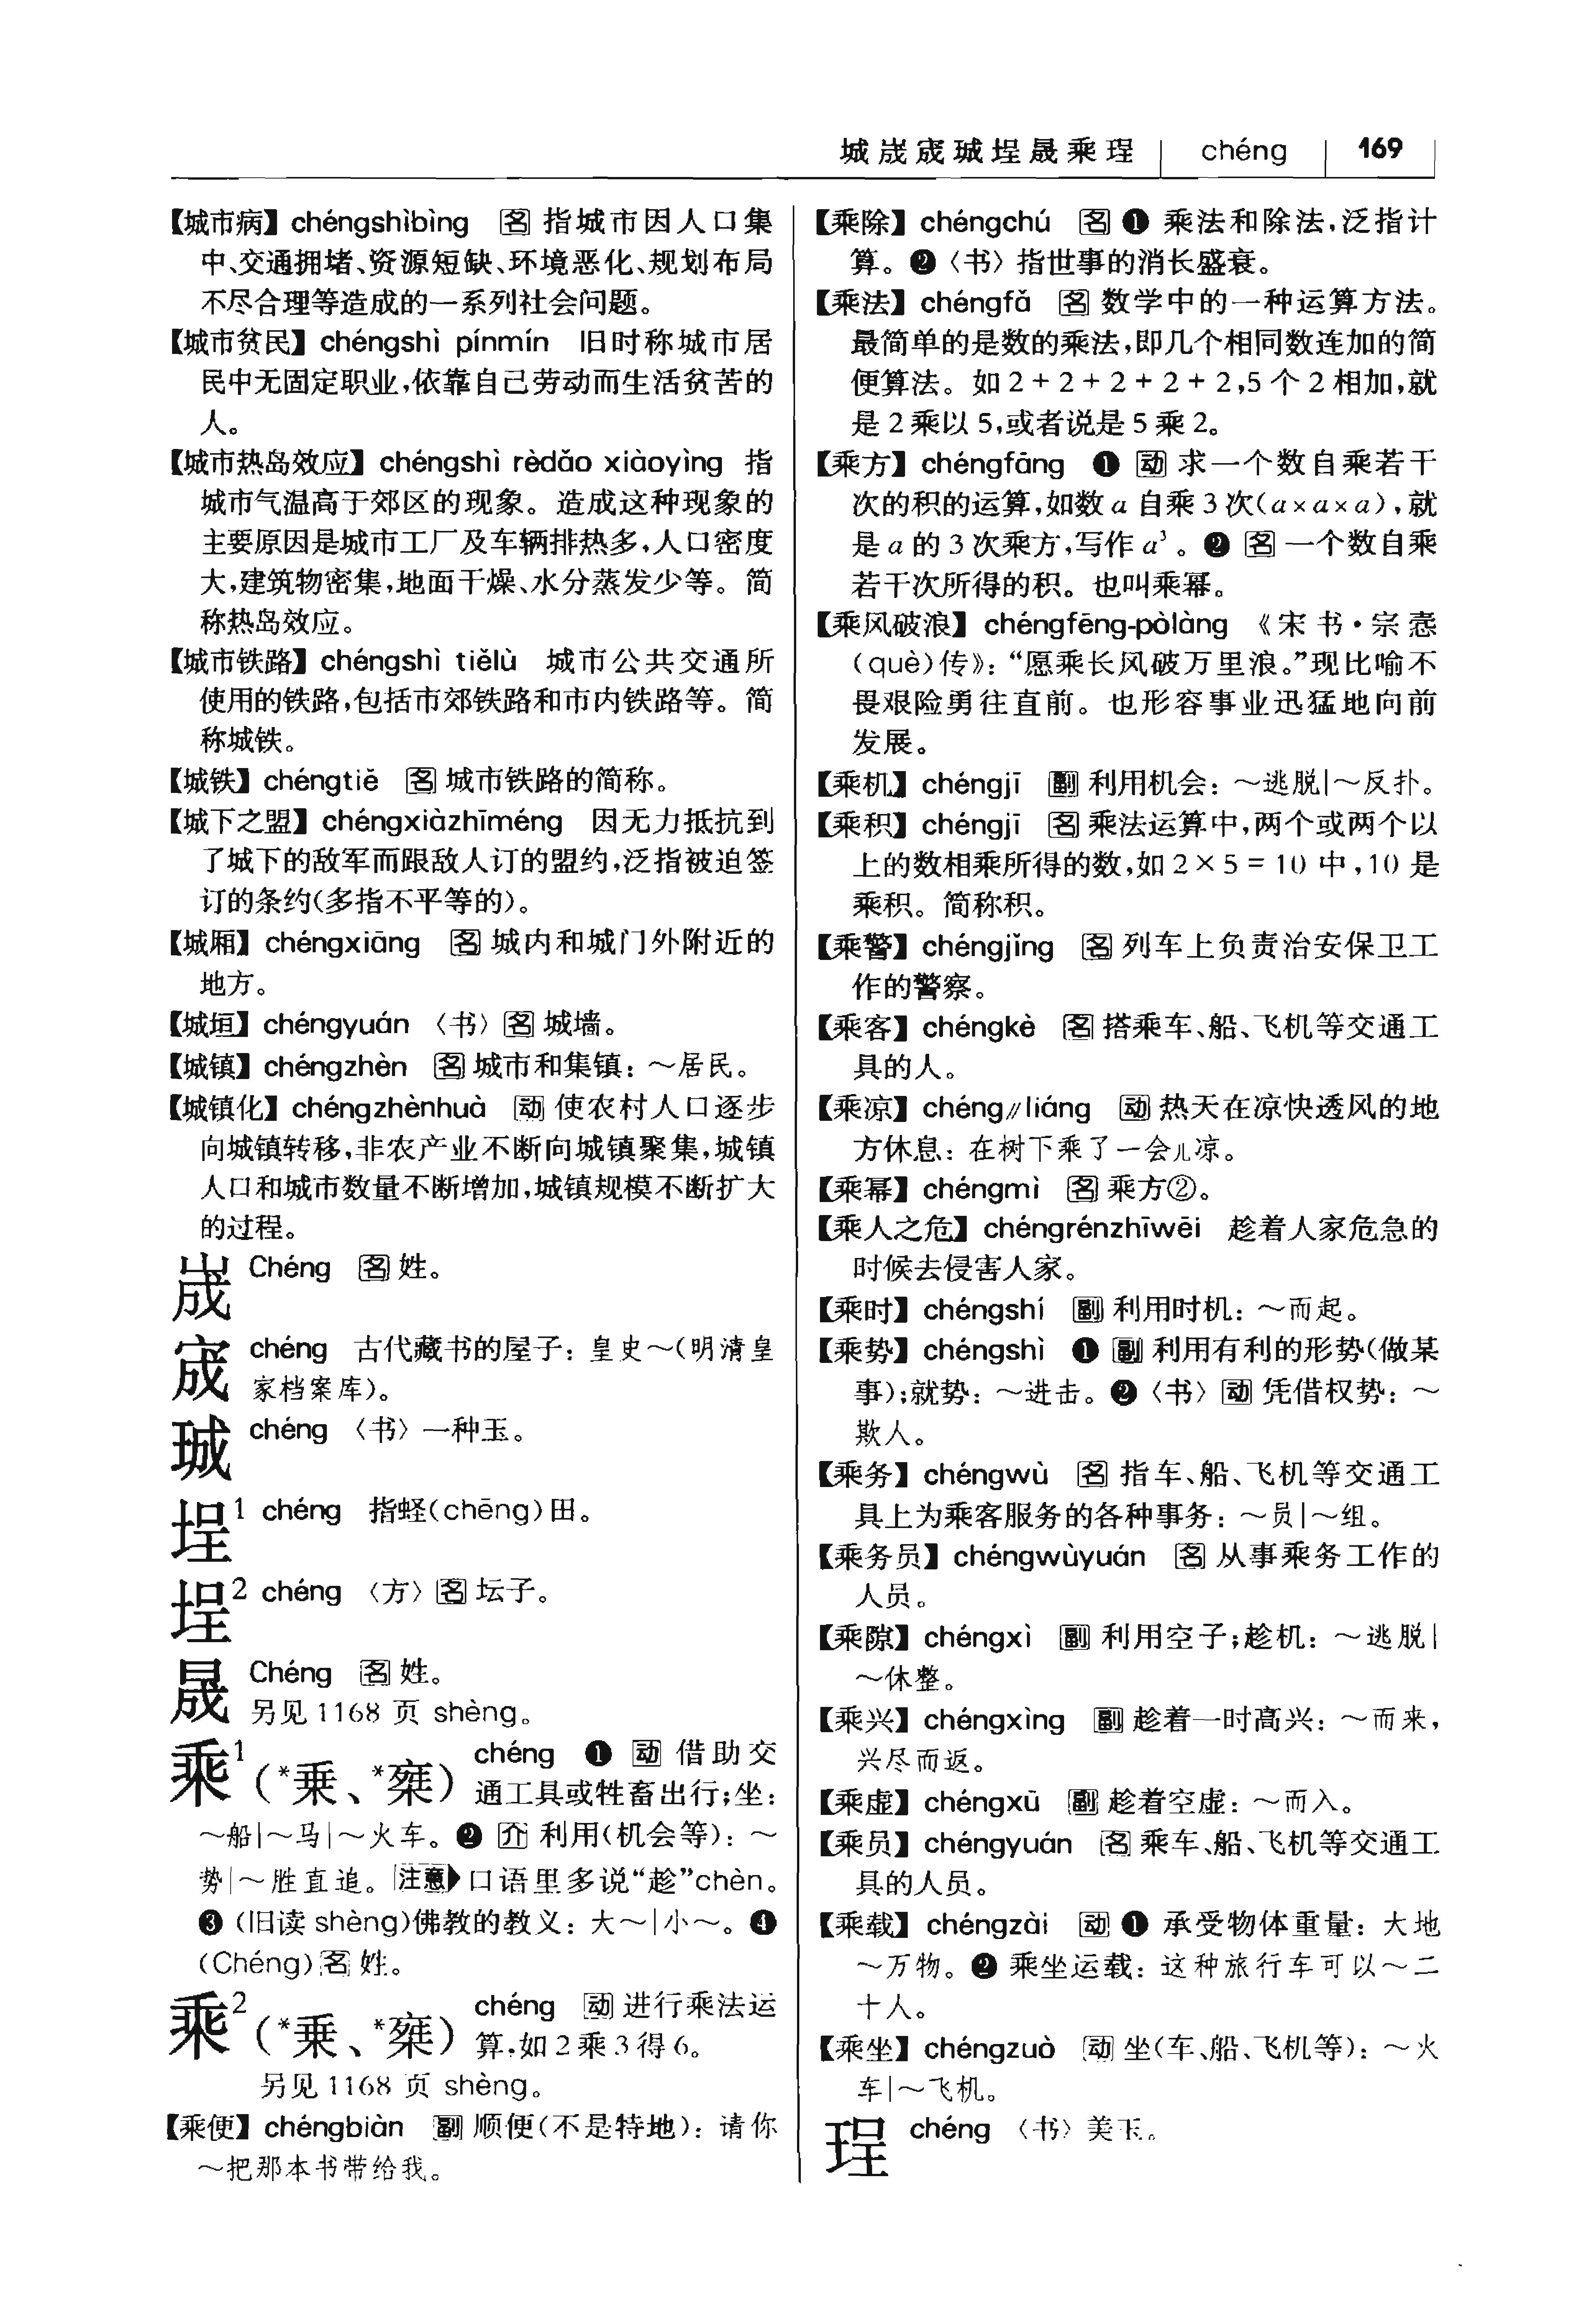 城峸宬珹埕晟乘珵 chéng 169
【城市病】chéngshìbìng 名 指城市因人口集
中、交通拥堵、资源短缺、环境恶化、规划布局
不尽合理等造成的一系列社会问题。
【城市贫民】chéngshì pínmín 旧时称城市居
民中无固定职业,依靠自己劳动而生活贫苦的
人。
【城市热岛效应】chéngshì rèdǎo xiàoyìng 指
城市气温高于郊区的现象。造成这种现象的
主要原因是城市工厂及车辆排热多,人口密度
大,建筑物密集,地面干燥、水分蒸发少等。简
称热岛效应。
【城市铁路】chéngshì tiělù 城市公共交通所
使用的铁路,包括市郊铁路和市内铁路等。简
称城铁。
【城铁】chéngtiě 名 城市铁路的简称。
【城下之盟】chéngxiàzhīméng 因无力抵抗到
了城下的敌军而跟敌人订的盟约,泛指被迫签
订的条约(多指不平等的)。
【城厢】chéngxiāng 名 城内和城门外附近的
地方。
【城垣】chéngyuán 〈书〉名 城墙。
【城镇】chéngzhèn 名 城市和集镇:～居民。
【城镇化】chéngzhènhuà 动 使农村人口逐步
向城镇转移,非农产业不断向城镇聚集,城镇
人口和城市数量不断增加,城镇规模不断扩大
的过程。
峸 Chéng 名 姓。
宬 chéng 古代藏书的屋子:皇史～(明清皇
家档案库)。
珹 chéng 〈书〉一种玉。
埕1 chéng 指蛏(chēng)田。
埕2 chéng 〈方〉名 坛子。
晟 Chéng 名 姓。
另见1168页 shèng。
乘1(*乗、*椉) chéng ❶ 动 借助交
通工具或牲畜出行;坐:
～船|～马|～火车。❷ 介 利用(机会等):～
势|～胜直追。注意▶口语里多说“趁”chèn。
❸ (旧读 shèng)佛教的教义:大～|小～。❹
(Chéng)名 姓。
乘2(*乗、*椉) chéng 动 进行乘法运
算,如2乘3得6。
另见1168页 shèng。
【乘便】chéngbiàn 副 顺便(不是特地):请你
～把那本书带给我。
【乘除】chéngchú 名 ❶ 乘法和除法,泛指计
算。❷〈书〉指世事的消长盛衰。
【乘法】chéngfǎ 名 数学中的一种运算方法。
最简单的是数的乘法,即几个相同数连加的简
便算法。如2+2+2+2+2,5个2相加,就
是2乘以5,或者说是5乘2。
【乘方】chéngfāng ❶ 动 求一个数自乘若干
次的积的运算,如数a自乘3次(a×a×a),就
是a的3次乘方,写作a³。❷ 名 一个数自乘
若干次所得的积。也叫乘幂。
【乘风破浪】chéngfēng-pòlàng 《宋书·宗悫
(què)传》:“愿乘长风破万里浪。”现比喻不
畏艰险勇往直前。也形容事业迅猛地向前
发展。
【乘机】chéngjī 副 利用机会:～逃脱|～反扑。
【乘积】chéngjī 名 乘法运算中,两个或两个以
上的数相乘所得的数,如2×5=10中,10是
乘积。简称积。
【乘警】chéngjǐng 名 列车上负责治安保卫工
作的警察。
【乘客】chéngkè 名 搭乘车、船、飞机等交通工
具的人。
【乘凉】chéng//liáng 动 热天在凉快透风的地
方休息:在树下乘了一会儿凉。
【乘幂】chéngmì 名 乘方②。
【乘人之危】chéngrénzhīwēi 趁着人家危急的
时候去侵害人家。
【乘时】chéngshí 副 利用时机:～而起。
【乘势】chéngshì ❶ 副 利用有利的形势(做某
事);就势:～进击。❷〈书〉动 凭借权势:～
欺人。
【乘务】chéngwù 名 指车、船、飞机等交通工
具上为乘客服务的各种事务:～员|～组。
【乘务员】chéngwùyuán 名 从事乘务工作的
人员。
【乘隙】chéngxì 副 利用空子;趁机:～逃脱|
～休整。
【乘兴】chéngxìng 副 趁着一时高兴:～而来,
兴尽而返。
【乘虚】chéngxū 副 趁着空虚:～而入。
【乘员】chéngyuán 名 乘车、船、飞机等交通工
具的人员。
【乘载】chéngzài 动 ❶ 承受物体重量:大地
～万物。❷ 乘坐运载:这种旅行车可以～二
十人。
【乘坐】chéngzuò 动 坐(车、船、飞机等):～火
车|～飞机。
珵 chéng 〈书〉美玉。